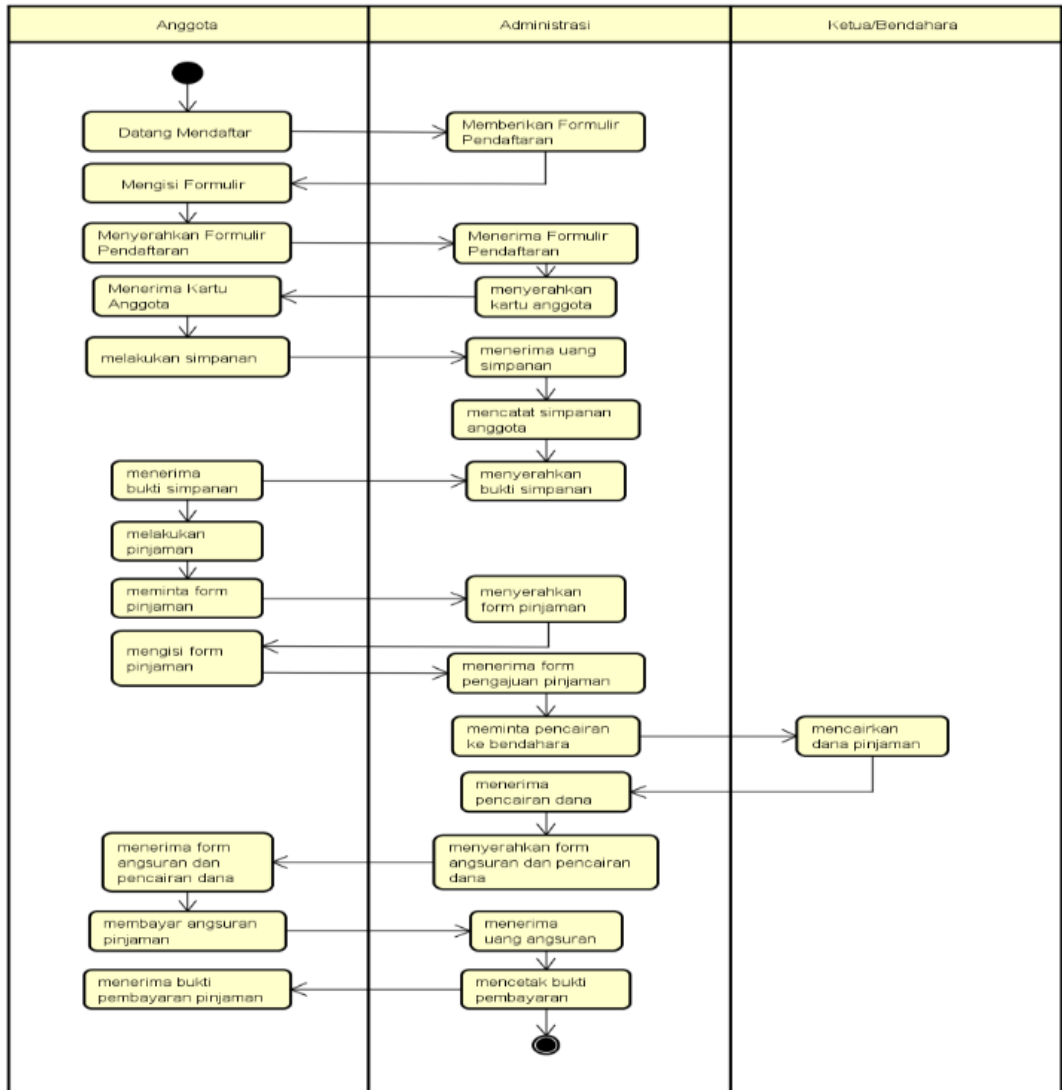 Anggota
Administrasi
Ketua/Bendahara
Datang Mendaftar
Memberikan Formulir
Pendaftaran
Mengisi Formulir
Menyerahkan Formulir
Pendaftaran
Menerima Formulir
Pendaftaran
Menerima Kartu
Anggota
menyerahkan
kartu anggota
melakukan simpanan
menerima uang
simpanan
mencatat simpanan
anggota
menerima
bukti simpanan
menyerahkan
bukti simpanan
melakukan
pinjaman
meminta form
pinjaman
menyerahkan
form pinjaman
mengisi form
pinjaman
menerima form
pengajuan pinjaman
meminta pencairan
ke bendahara
mencairkan
dana pinjaman
menerima
pencairan dana
menerima form
angsuran dan
pencairan dana
menyerahkan form
angsuran dan pencairan
dana
membayar angsuran
pinjaman
menerima
uang angsuran
menerima bukti
pembayaran pinjaman
mencetak bukti
pembayaran